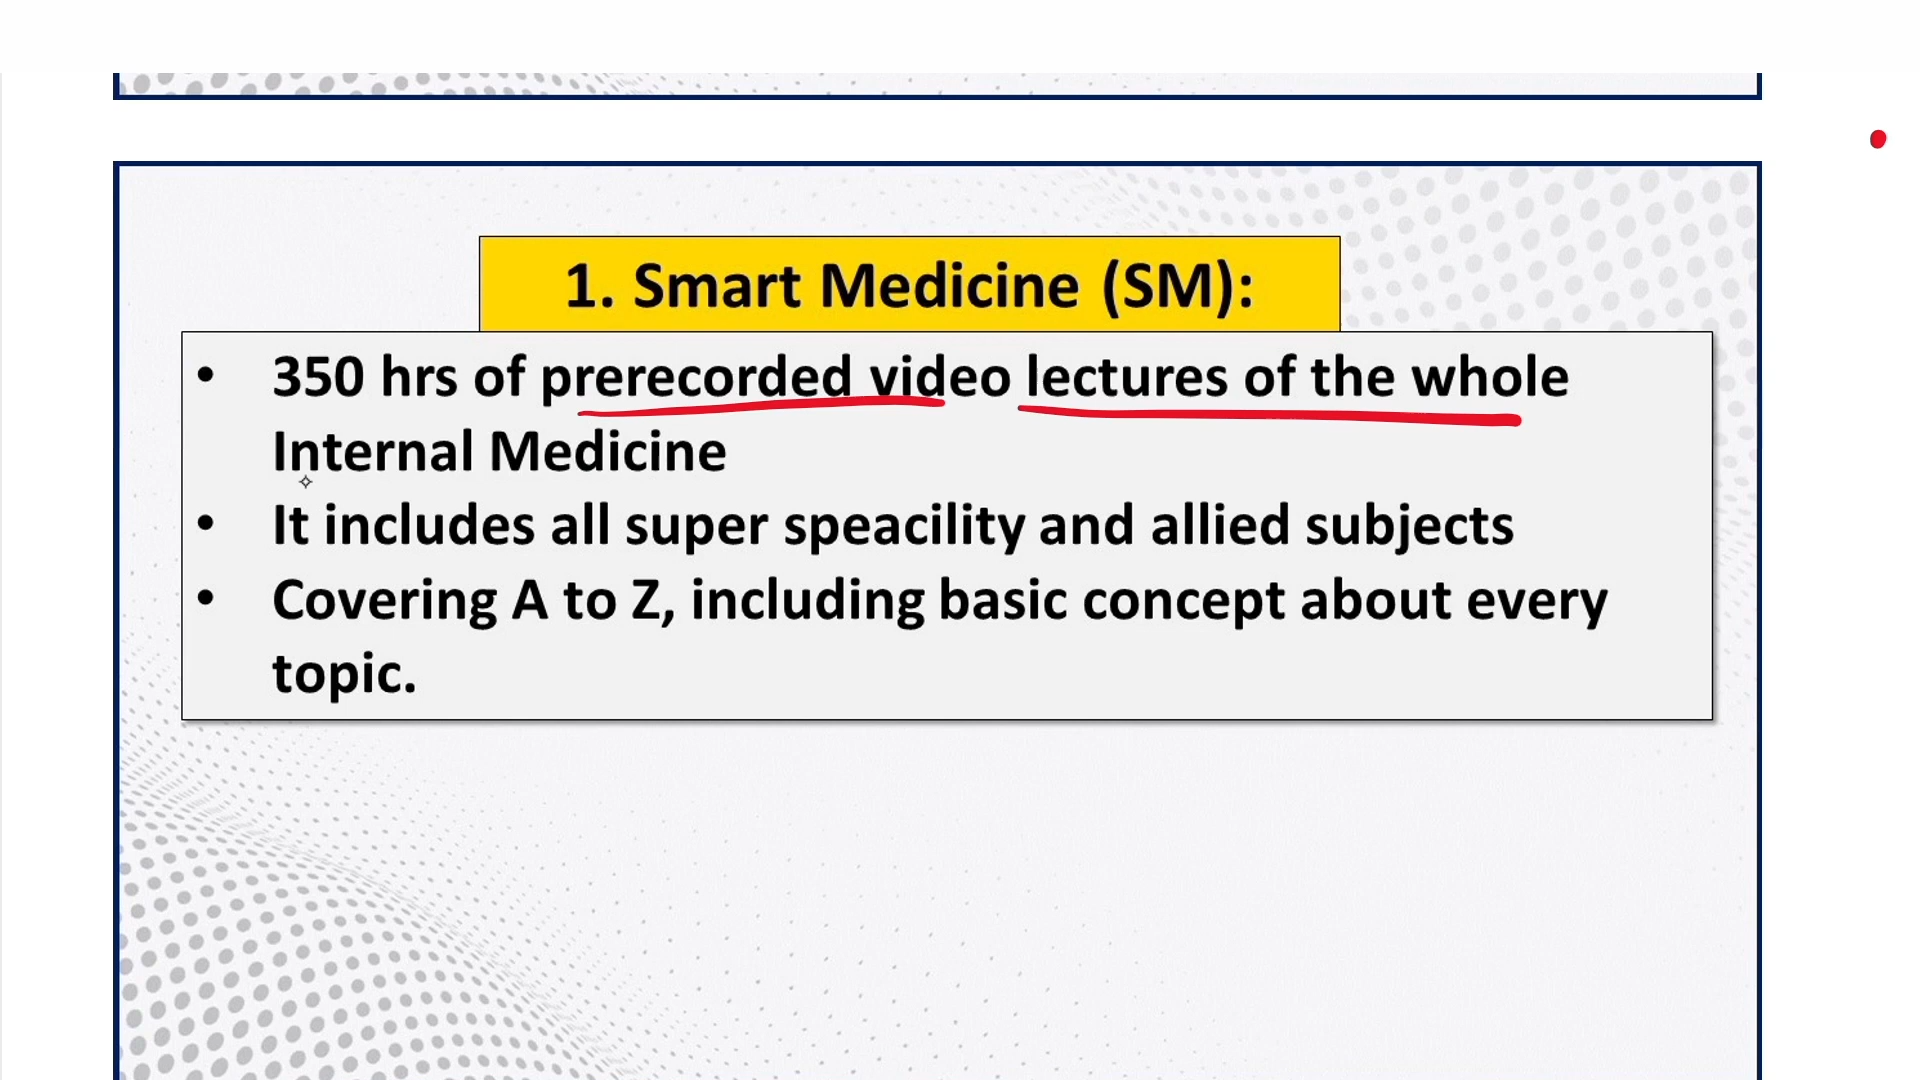 1. Smart Medicine (SM):
• 350 hrs of prerecorded video lectures of the whole
Internal Medicine
• It includes all super speacility and allied subjects
• Covering A to Z, including basic concept about every
topic.